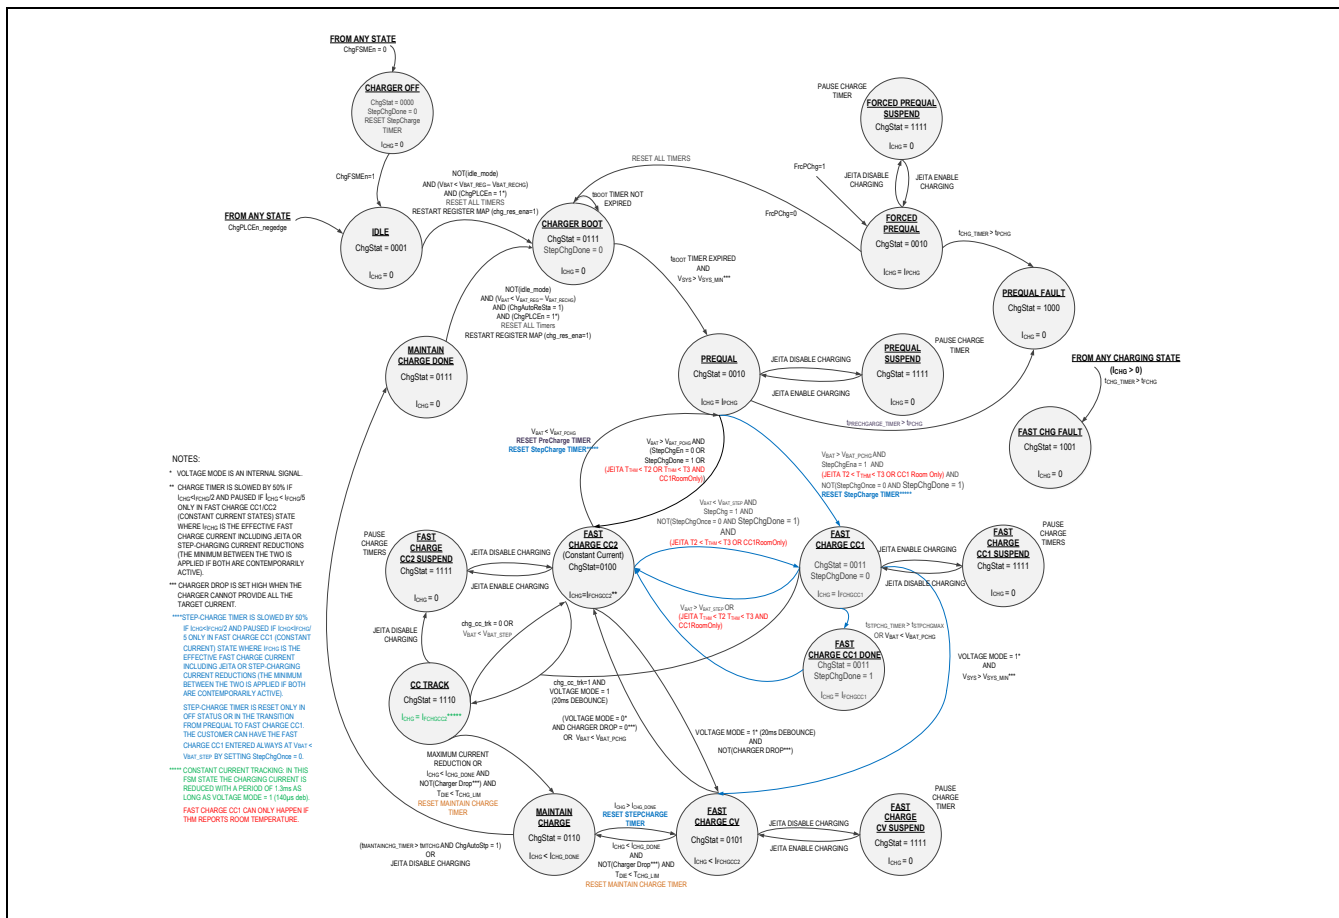 FROM ANY STATE
ChgFSMEn = 0
CHARGER OFF
ChgStat = 0000
StepChgDone = 0
RESET StepCharge
TIMER
ICHG = 0
ChgFSMEn=1
FROM ANY STATE
ChgPLCEn_negedge
IDLE
ChgStat = 0001
ICHG = 0
NOT(idle_mode)
AND (VBAT < VBAT_REG – VBAT_RECHG)
AND (ChgPLCEn = 1*)
RESET ALL TIMERS
RESTART REGISTER MAP (chg_res_ena=1)
tBOOT TIMER NOT
EXPIRED
CHARGER BOOT
ChgStat = 0111
StepChgDone = 0
ICHG = 0
RESET ALL TIMERS
FrcPChg=1
FrcPChg=0
PAUSE CHARGE
TIMER
FORCED PREQUAL
SUSPEND
ChgStat = 1111
ICHG = 0
JEITA DISABLE
CHARGING
JEITA ENABLE
CHARGING
FORCED
PREQUAL
ChgStat = 0010
ICHG = IPCHG
tCHG_TIMER > tPCHG
PREQUAL FAULT
ChgStat = 1000
ICHG = 0
tBOOT TIMER EXPIRED
AND
VSYS > VSYS_MIN***
NOT(idle_mode)
AND (VBAT < VBAT_REG – VBAT_RECHG)
AND (ChgAutoReSta = 1)
AND (ChgPLCEn = 1*)
RESET ALL Timers
RESTART REGISTER MAP (chg_res_ena=1)
MAINTAIN
CHARGE DONE
ChgStat = 0111
ICHG = 0
PREQUAL
ChgStat = 0010
ICHG = IPCHG
JEITA DISABLE CHARGING
JEITA ENABLE CHARGING
PREQUAL
SUSPEND
ChgStat = 1111
ICHG = 0
PAUSE CHARGE
TIMER
tPRECHGARGE_TIMER > tPCHG
FROM ANY CHARGING STATE
(ICHG > 0)
tCHG_TIMER > tFCHG
FAST CHG FAULT
ChgStat = 1001
ICHG = 0
VBAT < VBAT_PCHG
RESET PreCharge TIMER
RESET StepCharge TIMER*****
VBAT > VBAT_PCHG AND
(StepChgEn = 0 OR
StepChgDone = 1 OR
(JEITA TTHM < T2 OR TTHM < T3 AND
CC1RoomOnly))
VBAT > VBAT_PCHG AND
StepChgEna = 1 AND
(JEITA T2 < TTHM < T3 OR CC1 Room Only) AND
NOT(StepChgOnce = 0 AND StepChgDone = 1)
RESET StepCharge TIMER*****
VBAT < VBAT_STEP AND
StepChg = 1 AND
NOT(StepChgOnce = 0 AND StepChgDone = 1)
AND
(JEITA T2 < TTHM < T3 OR CC1RoomOnly)
NOTES:
* VOLTAGE MODE IS AN INTERNAL SIGNAL.
** CHARGE TIMER IS SLOWED BY 50% IF
ICHG<IFCHG/2 AND PAUSED IF ICHG < IFCHG/5
ONLY IN FAST CHARGE CC1/CC2
(CONSTANT CURRENT STATES) STATE
WHERE IFCHG IS THE EFFECTIVE FAST
CHARGE CURRENT INCLUDING JEITA OR
STEP-CHARGING CURRENT REDUCTIONS
(THE MINIMUM BETWEEN THE TWO IS
APPLIED IF BOTH ARE CONTEMPORARILY
ACTIVE).
*** CHARGER DROP IS SET HIGH WHEN THE
CHARGER CANNOT PROVIDE ALL THE
TARGET CURRENT.
****STEP-CHARGE TIMER IS SLOWED BY 50%
IF ICHG<IFCHG/2 AND PAUSED IF ICHG<IFCHG/
5 ONLY IN FAST CHARGE CC1 (CONSTANT
CURRENT) STATE WHERE IFCHG IS THE
EFFECTIVE FAST CHARGE CURRENT
INCLUDING JEITA OR STEP-CHARGING
CURRENT REDUCTIONS (THE MINIMUM
BETWEEN THE TWO IS APPLIED IF BOTH
ARE CONTEMPORARILY ACTIVE).
STEP-CHARGE TIMER IS RESET ONLY IN
OFF STATUS OR IN THE TRANSITION
FROM PREQUAL TO FAST CHARGE CC1.
THE CUSTOMER CAN HAVE THE FAST
CHARGE CC1 ENTERED ALWAYS AT VBAT <
VBAT_STEP BY SETTING StepChgOnce = 0.
***** CONSTANT CURRENT TRACKING: IN THIS
FSM STATE THE CHARGING CURRENT IS
REDUCED WITH A PERIOD OF 1.3ms AS
LONG AS VOLTAGE MODE = 1 (140µs deb).
FAST CHARGE CC1 CAN ONLY HAPPEN IF
THM REPORTS ROOM TEMPERATURE.
PAUSE
CHARGE
TIMERS
FAST
CHARGE
CC2 SUSPEND
ChgStat = 1111
ICHG = 0
JEITA DISABLE CHARGING
JEITA ENABLE CHARGING
FAST
CHARGE CC2
(Constant Current)
ChgStat=0100
ICHG=IFCHGCC2**
FAST
CHARGE CC1
ChgStat = 0011
StepChgDone = 0
ICHG = IFCHGCC1
JEITA ENABLE CHARGING
JEITA DISABLE CHARGING
FAST
CHARGE
CC1 SUSPEND
ChgStat = 1111
ICHG = 0
PAUSE
CHARGE
TIMERS
VBAT > VBAT_STEP OR
(JEITA TTHM < T2 TTHM < T3 AND
CC1RoomOnly)
tSTPCHG_TIMER > tSTPCHGMAX
OR VBAT < VBAT_PCHG
FAST
CHARGE CC1 DONE
ChgStat = 0011
StepChgDone = 1
ICHG = IFCHGCC1
VOLTAGE MODE = 1*
AND
VSYS > VSYS_MIN***
JEITA DISABLE
CHARGING
chg_cc_trk = 0 OR
VBAT < VBAT_STEP
CC TRACK
ChgStat = 1110
ICHG = IFCHGCC2*****
chg_cc_trk=1 AND
VOLTAGE MODE = 1
(20ms DEBOUNCE)
(VOLTAGE MODE = 0*
AND CHARGER DROP = 0***)
OR VBAT < VBAT_PCHG
VOLTAGE MODE = 1* (20ms DEBOUNCE)
AND
NOT(CHARGER DROP***)
MAXIMUM CURRENT
REDUCTION OR
ICHG < ICHG_DONE AND
NOT(Charger Drop***) AND
TDIE < TCHG_LIM
RESET MAINTAIN CHARGE
TIMER
MAINTAIN
CHARGE
ChgStat = 0110
ICHG < ICHG_DONE
(tMAINTAINCHG_TIMER > tMTCHG AND ChgAutoStp = 1)
OR
JEITA DISABLE CHARGING
ICHG > ICHG_DONE
RESET STEPCHARGE
TIMER
ICHG < ICHG_DONE
AND
NOT(Charger Drop***) AND
TDIE < TCHG_LIM
RESET MAINTAIN CHARGE TIMER
FAST
CHARGE CV
ChgStat = 0101
ICHG < IFCHGCC2
JEITA DISABLE CHARGING
JEITA ENABLE CHARGING
FAST
CHARGE
CV SUSPEND
ChgStat = 1111
ICHG = 0
PAUSE CHARGE
TIMER